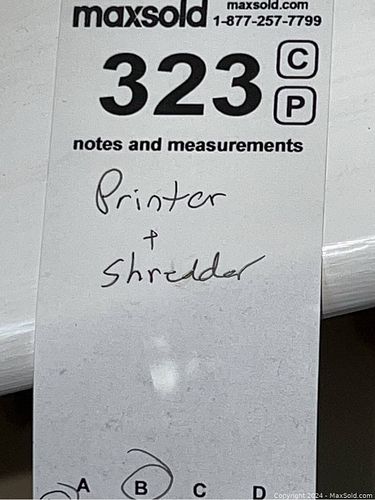 maxsold maxsold.com
1-877-257-7799
323 C
P
notes and measurements
Printer
+
Shredder
A B C D
Copyright 2024 - MaxSold.com